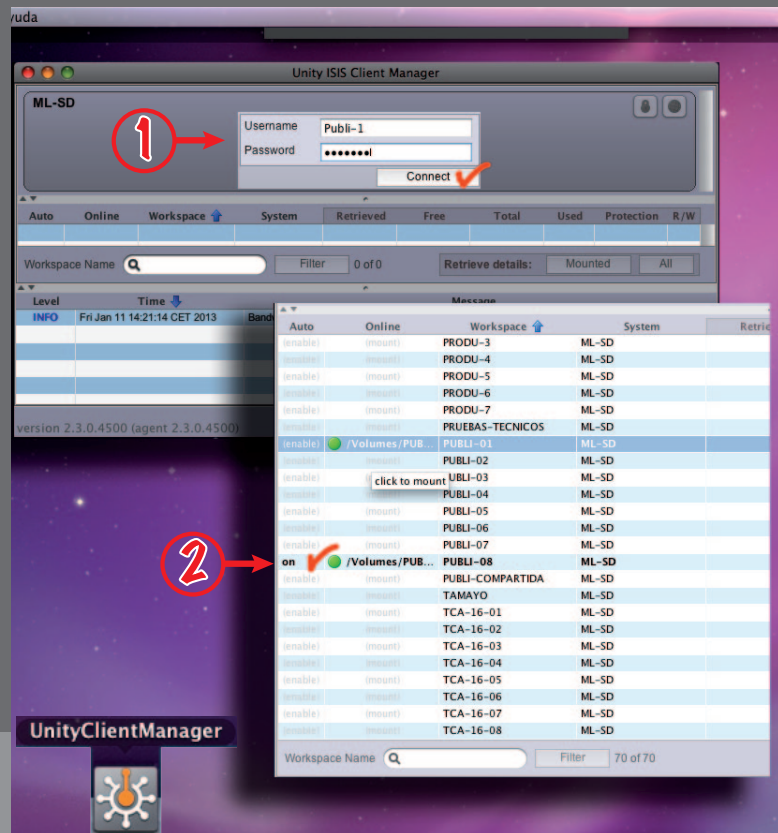 yuda
Unity ISIS Client Manager
ML-SD
1
Username Publi-1
Password
Connect
Auto Online Workspace System Retrieved Free Total Used Protection R/W
Workspace Name Filter 0 of 0 Retrieve details: Mounted All
Level Time Message
INFO Fri Jan 11 14:21:14 CET 2013 Bandw
version 2.3.0.4500 (agent 2.3.0.4500)
Auto Online Workspace System Retrie
(enable) (mount) PRODU-3 ML-SD
(enable) (mount) PRODU-4 ML-SD
(enable) (mount) PRODU-5 ML-SD
(enable) (mount) PRODU-6 ML-SD
(enable) (mount) PRODU-7 ML-SD
(enable) (mount) PRUEBAS-TECNICOS ML-SD
(enable) /Volumes/PUB... PUBLI-01 ML-SD
(enable) (mount) PUBLI-02 ML-SD
(enable) click to mount UBLI-03 ML-SD
(enable) (mount) PUBLI-04 ML-SD
(enable) (mount) PUBLI-05 ML-SD
(enable) (mount) PUBLI-06 ML-SD
(enable) (mount) PUBLI-07 ML-SD
2
on /Volumes/PUB... PUBLI-08 ML-SD
(enable) (mount) PUBLI-COMPARTIDA ML-SD
(enable) (mount) TAMAYO ML-SD
(enable) (mount) TCA-16-01 ML-SD
(enable) (mount) TCA-16-02 ML-SD
(enable) (mount) TCA-16-03 ML-SD
(enable) (mount) TCA-16-04 ML-SD
(enable) (mount) TCA-16-05 ML-SD
(enable) (mount) TCA-16-06 ML-SD
(enable) (mount) TCA-16-07 ML-SD
(enable) (mount) TCA-16-08 ML-SD
Workspace Name Filter 70 of 70
UnityClientManager